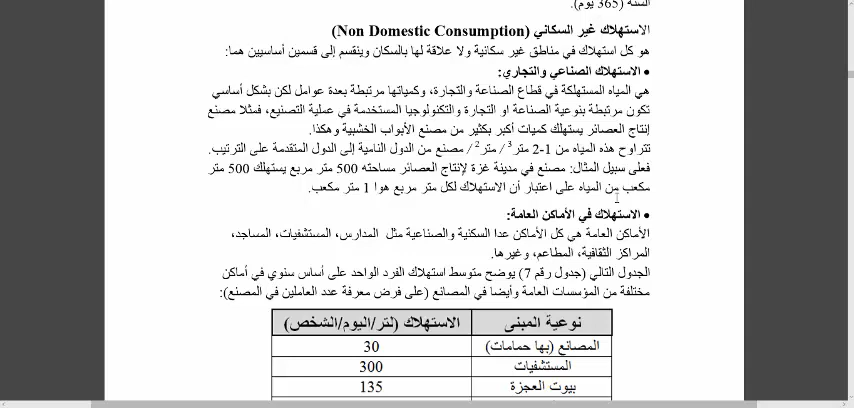 السنة (365 يوم).
الاستهلاك غير السكاني (Non Domestic Consumption)
هو كل استهلاك في مناطق غير سكانية ولا علاقة لها بالسكان وينقسم إلى قسمين أساسيين هما:
• الاستهلاك الصناعي والتجاري:
هي المياه المستهلكة في قطاع الصناعة والتجارة، وكمياتها مرتبطة بعدة عوامل لكن بشكل أساسي
تكون مرتبطة بنوعية الصناعة او التجارة والتكنولوجيا المستخدمة في عملية التصنيع، فمثلا مصنع
إنتاج العصائر يستهلك كميات أكبر بكثير من مصنع الأبواب الخشبية وهكذا.
تتراوح هذه المياه من 1-2 متر3 / متر2 / مصنع من الدول النامية إلى الدول المتقدمة على الترتيب.
فعلى سبيل المثال: مصنع في مدينة غزة لإنتاج العصائر مساحته 500 متر مربع يستهلك 500 متر
مكعب من المياه على اعتبار أن الاستهلاك لكل متر مربع هوا 1 متر مكعب.
• الاستهلاك في الأماكن العامة:
الأماكن العامة هي كل الأماكن عدا السكنية والصناعية مثل المدارس، المستشفيات، المساجد،
المراكز الثقافية، المطاعم، وغيرها.
الجدول التالي (جدول رقم 7) يوضح متوسط استهلاك الفرد الواحد على أساس سنوي في أماكن
مختلفة من المؤسسات العامة وأيضا في المصانع (على فرض معرفة عدد العاملين في المصنع):
نوعية المبنى الاستهلاك (لتر/اليوم/الشخص)
المصانع (بها حمامات) 30
المستشفيات 300
بيوت العجزة 135